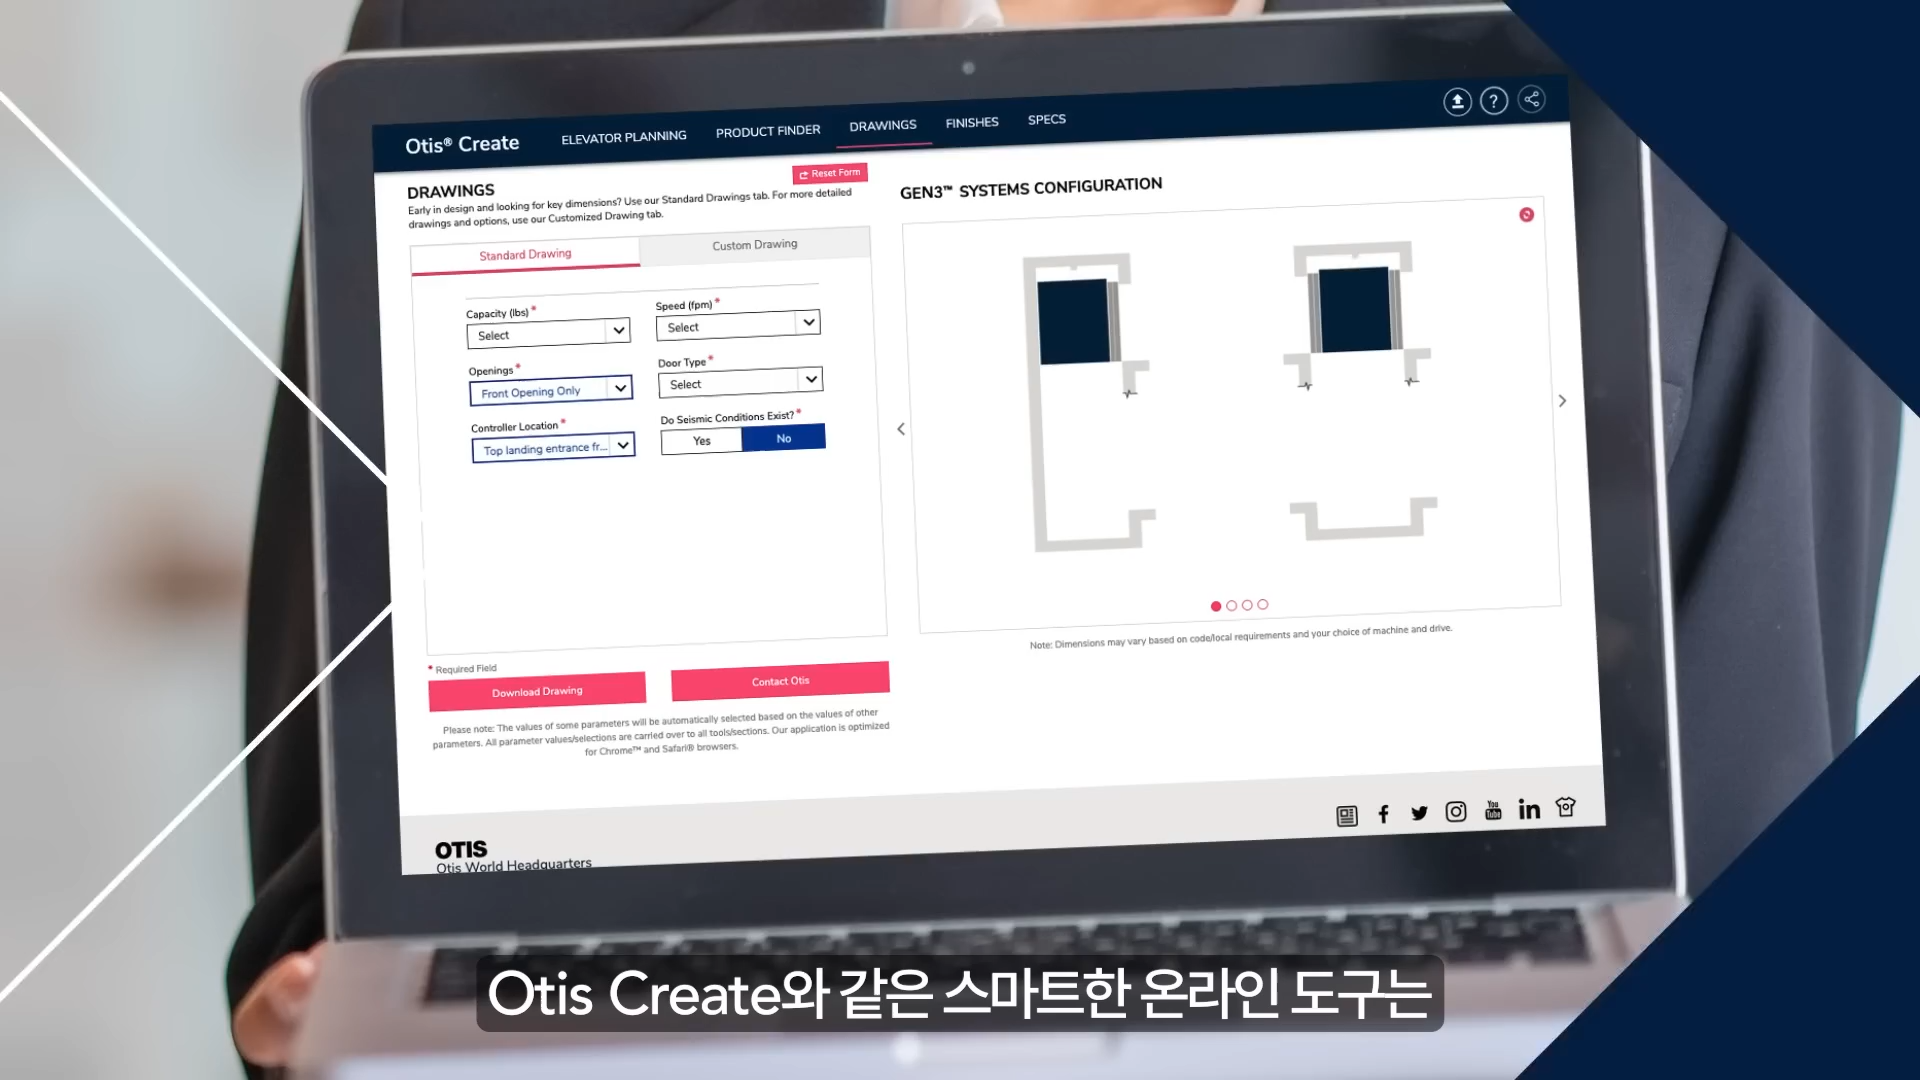 Otis® Create
ELEVATOR PLANNING
PRODUCT FINDER
DRAWINGS
FINISHES
SPECS
?
DRAWINGS
Reset Form
Early in design and looking for key dimensions? Use our Standard Drawings tab. For more detailed
drawings and options, use our Customized Drawing tab.
Standard Drawing
Custom Drawing
Capacity (lbs) *
Select
Speed (fpm) *
Select
Openings *
Front Opening Only
Door Type *
Select
Controller Location *
Top landing entrance fr...
Do Seismic Conditions Exist? *
Yes
No
* Required Field
Download Drawing
Contact Otis
Please note: The values of some parameters will be automatically selected based on the values of other
parameters. All parameter values/selections are carried over to all tools/sections. Our application is optimized
for Chrome™ and Safari® browsers.
GEN3™ SYSTEMS CONFIGURATION
Note: Dimensions may vary based on code/local requirements and your choice of machine and drive.
OTIS
Otis World Headquarters
f
You
Tube
in
Otis Create와 같은 스마트한 온라인 도구는